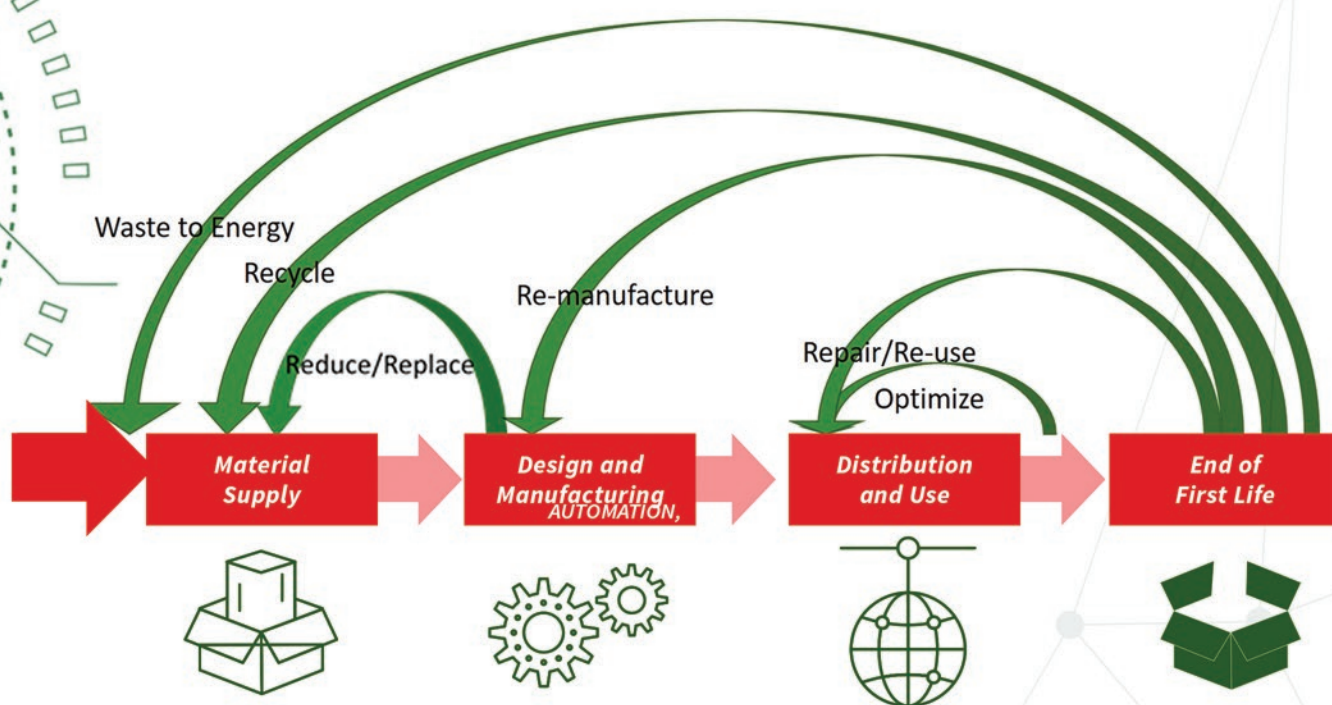 Waste to Energy
Recycle
Re-manufacture
Reduce/Replace
Repair/Re-use
Optimize
Material
Supply
Design and
Manufacturing
AUTOMATION,
Distribution
and Use
End of
First Life